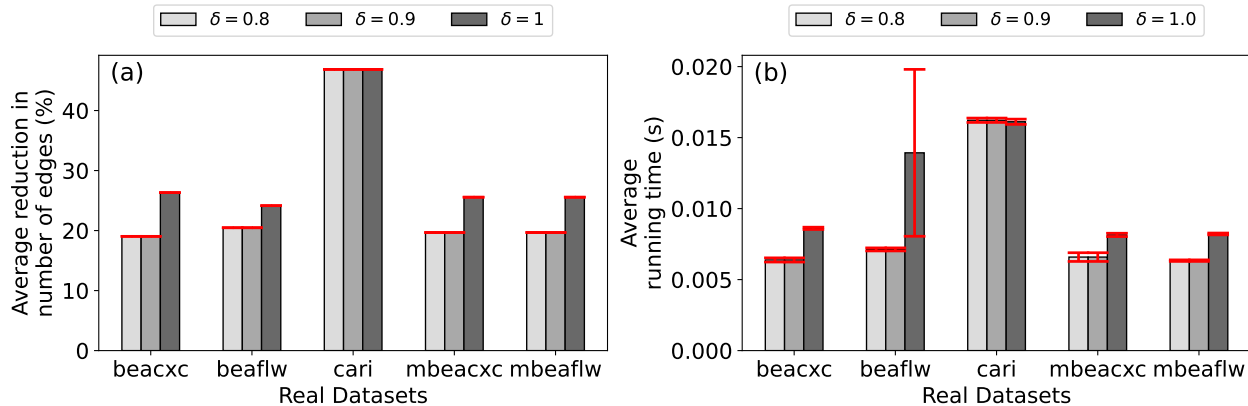 δ = 0.8 δ = 0.9 δ = 1
(a)
Average reduction in
number of edges (%)
40
30
20
10
0
beacxc beaflw cari mbeacxc mbeaflw
Real Datasets
δ = 0.8 δ = 0.9 δ = 1.0
(b)
Average
running time (s)
0.020
0.015
0.010
0.005
0.000
beacxc beaflw cari mbeacxc mbeaflw
Real Datasets